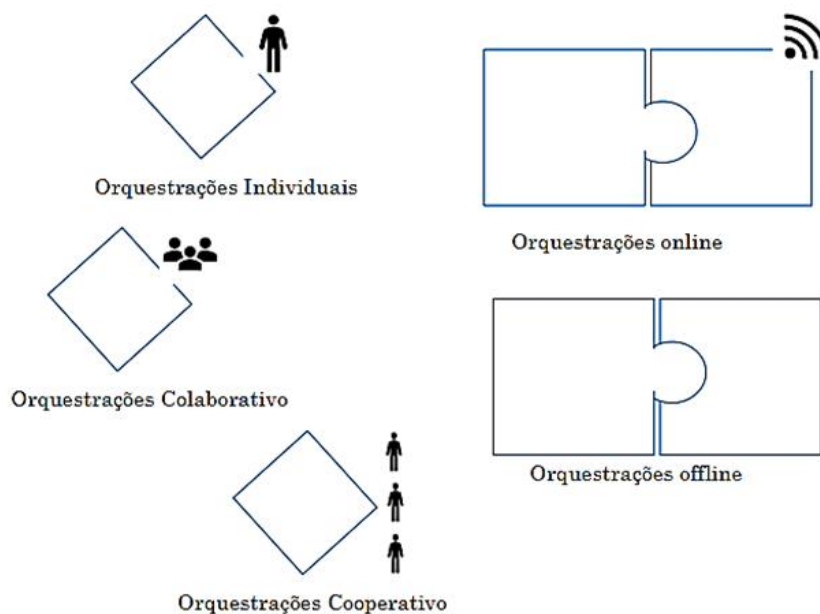 Orquestrações Individuais
Orquestrações Colaborativo
Orquestrações Cooperativo
Orquestrações online
Orquestrações offline